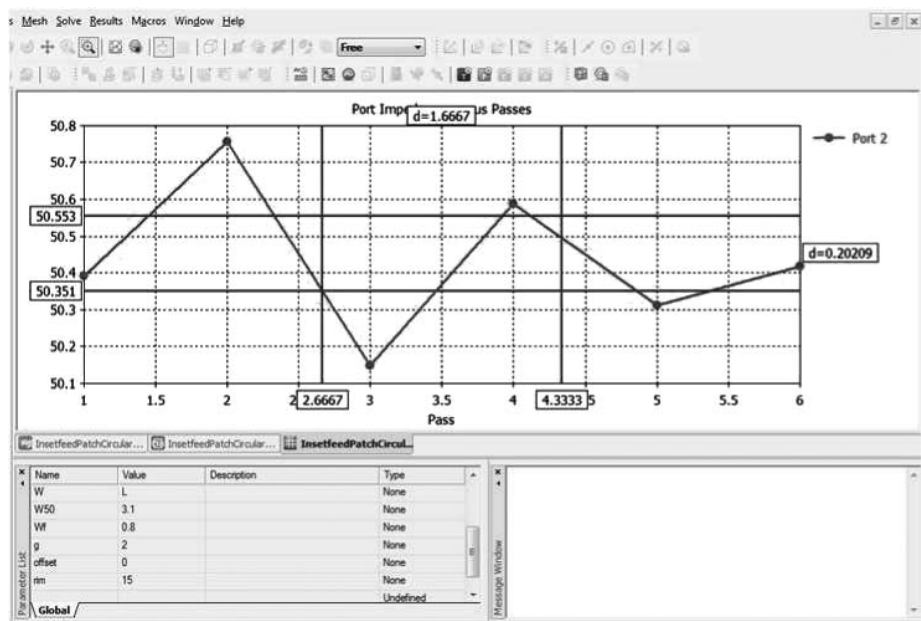 s Mesh Solve Results Macros Window Help
Free
Port Impe us Passes
d=1.6667
Port 2
50.8
50.7
50.6
50.553
50.5
50.4
d=0.20209
50.351
50.3
50.2
50.1
1 1.5 2 2 2.6667 3 3.5 4 4.3333 5 5 5.5 6
Pass
InsetfeedPatchCircular... InsetfeedPatchCircular... InsetfeedPatchCircul...
Name Value Description Type
W L None
W50 3.1 None
Wf 0.8 None
g 2 None
offset 0 None
rim 15 None
Undefined
Global
Parameter List
Message Window